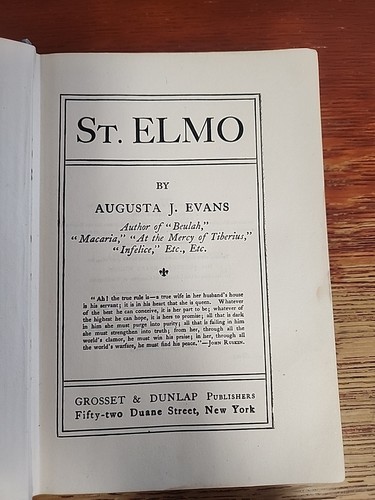 ST. ELMO
BY
AUGUSTA J. EVANS
Author of "Beulah,"
"Macaria," "At the Mercy of Tiberius,"
"Infelice," Etc., Etc.
"Ah! the true rule is—a true wife in her husband's house
is his servant; it is in his heart that she is queen. Whatever
of the best he can conceive, it is her part to be; whatever of
the highest he can hope, it is hers to promise; all that is dark
in him she must purge into purity; all that is failing in him
she must strengthen into truth; from her, through all the
world's clamor, he must win his praise; in her, through all
the world's warfare, he must find his peace."—JOHN RUSKIN.
GROSSET & DUNLAP PUBLISHERS
Fifty-two Duane Street, New York